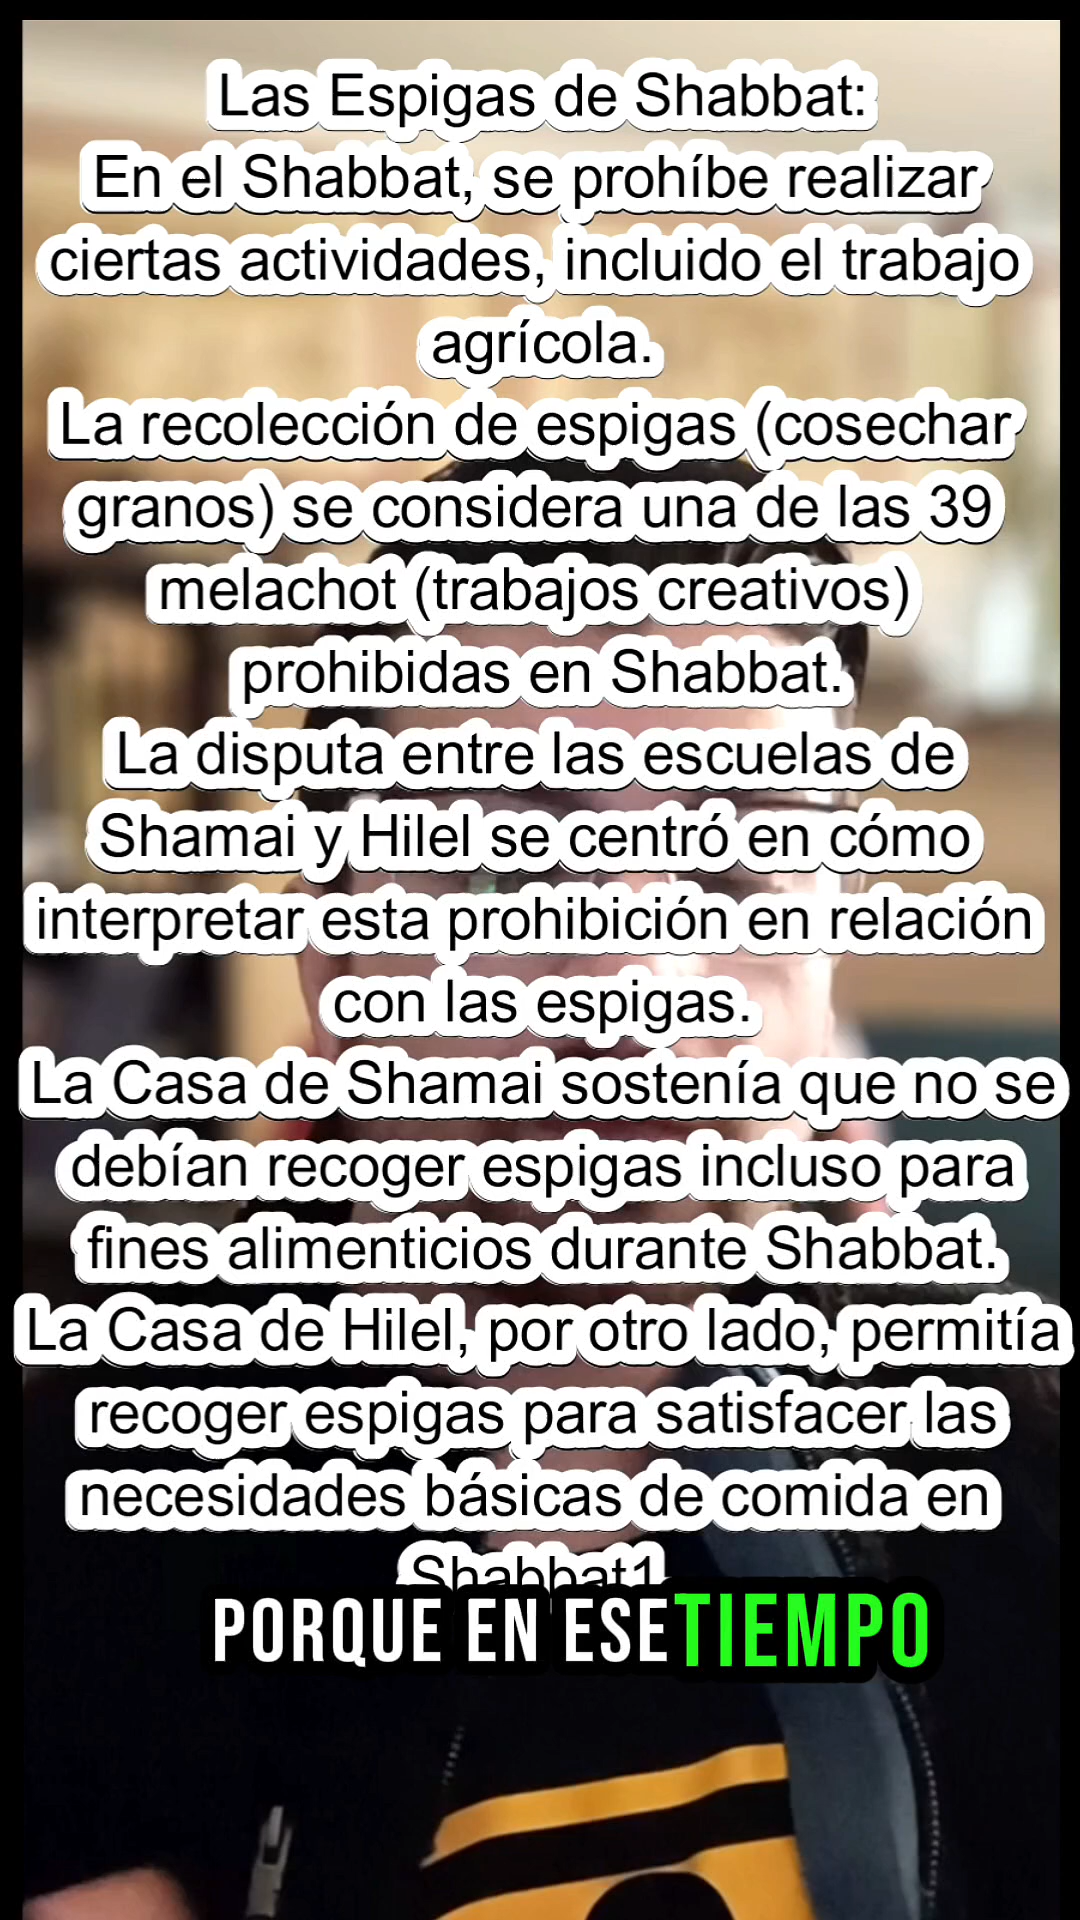 Las Espigas de Shabbat:
En el Shabbat, se prohíbe realizar
ciertas actividades, incluido el trabajo
agrícola.
La recolección de espigas (cosechar
granos) se considera una de las 39
melachot (trabajos creativos)
prohibidas en Shabbat.
La disputa entre las escuelas de
Shamai y Hilel se centró en cómo
interpretar esta prohibición en relación
con las espigas.
La Casa de Shamai sostenía que no se
debían recoger espigas incluso para
fines alimenticios durante Shabbat.
La Casa de Hilel, por otro lado, permitía
recoger espigas para satisfacer las
necesidades básicas de comida en
Shabbat1
PORQUE EN ESE TIEMPO